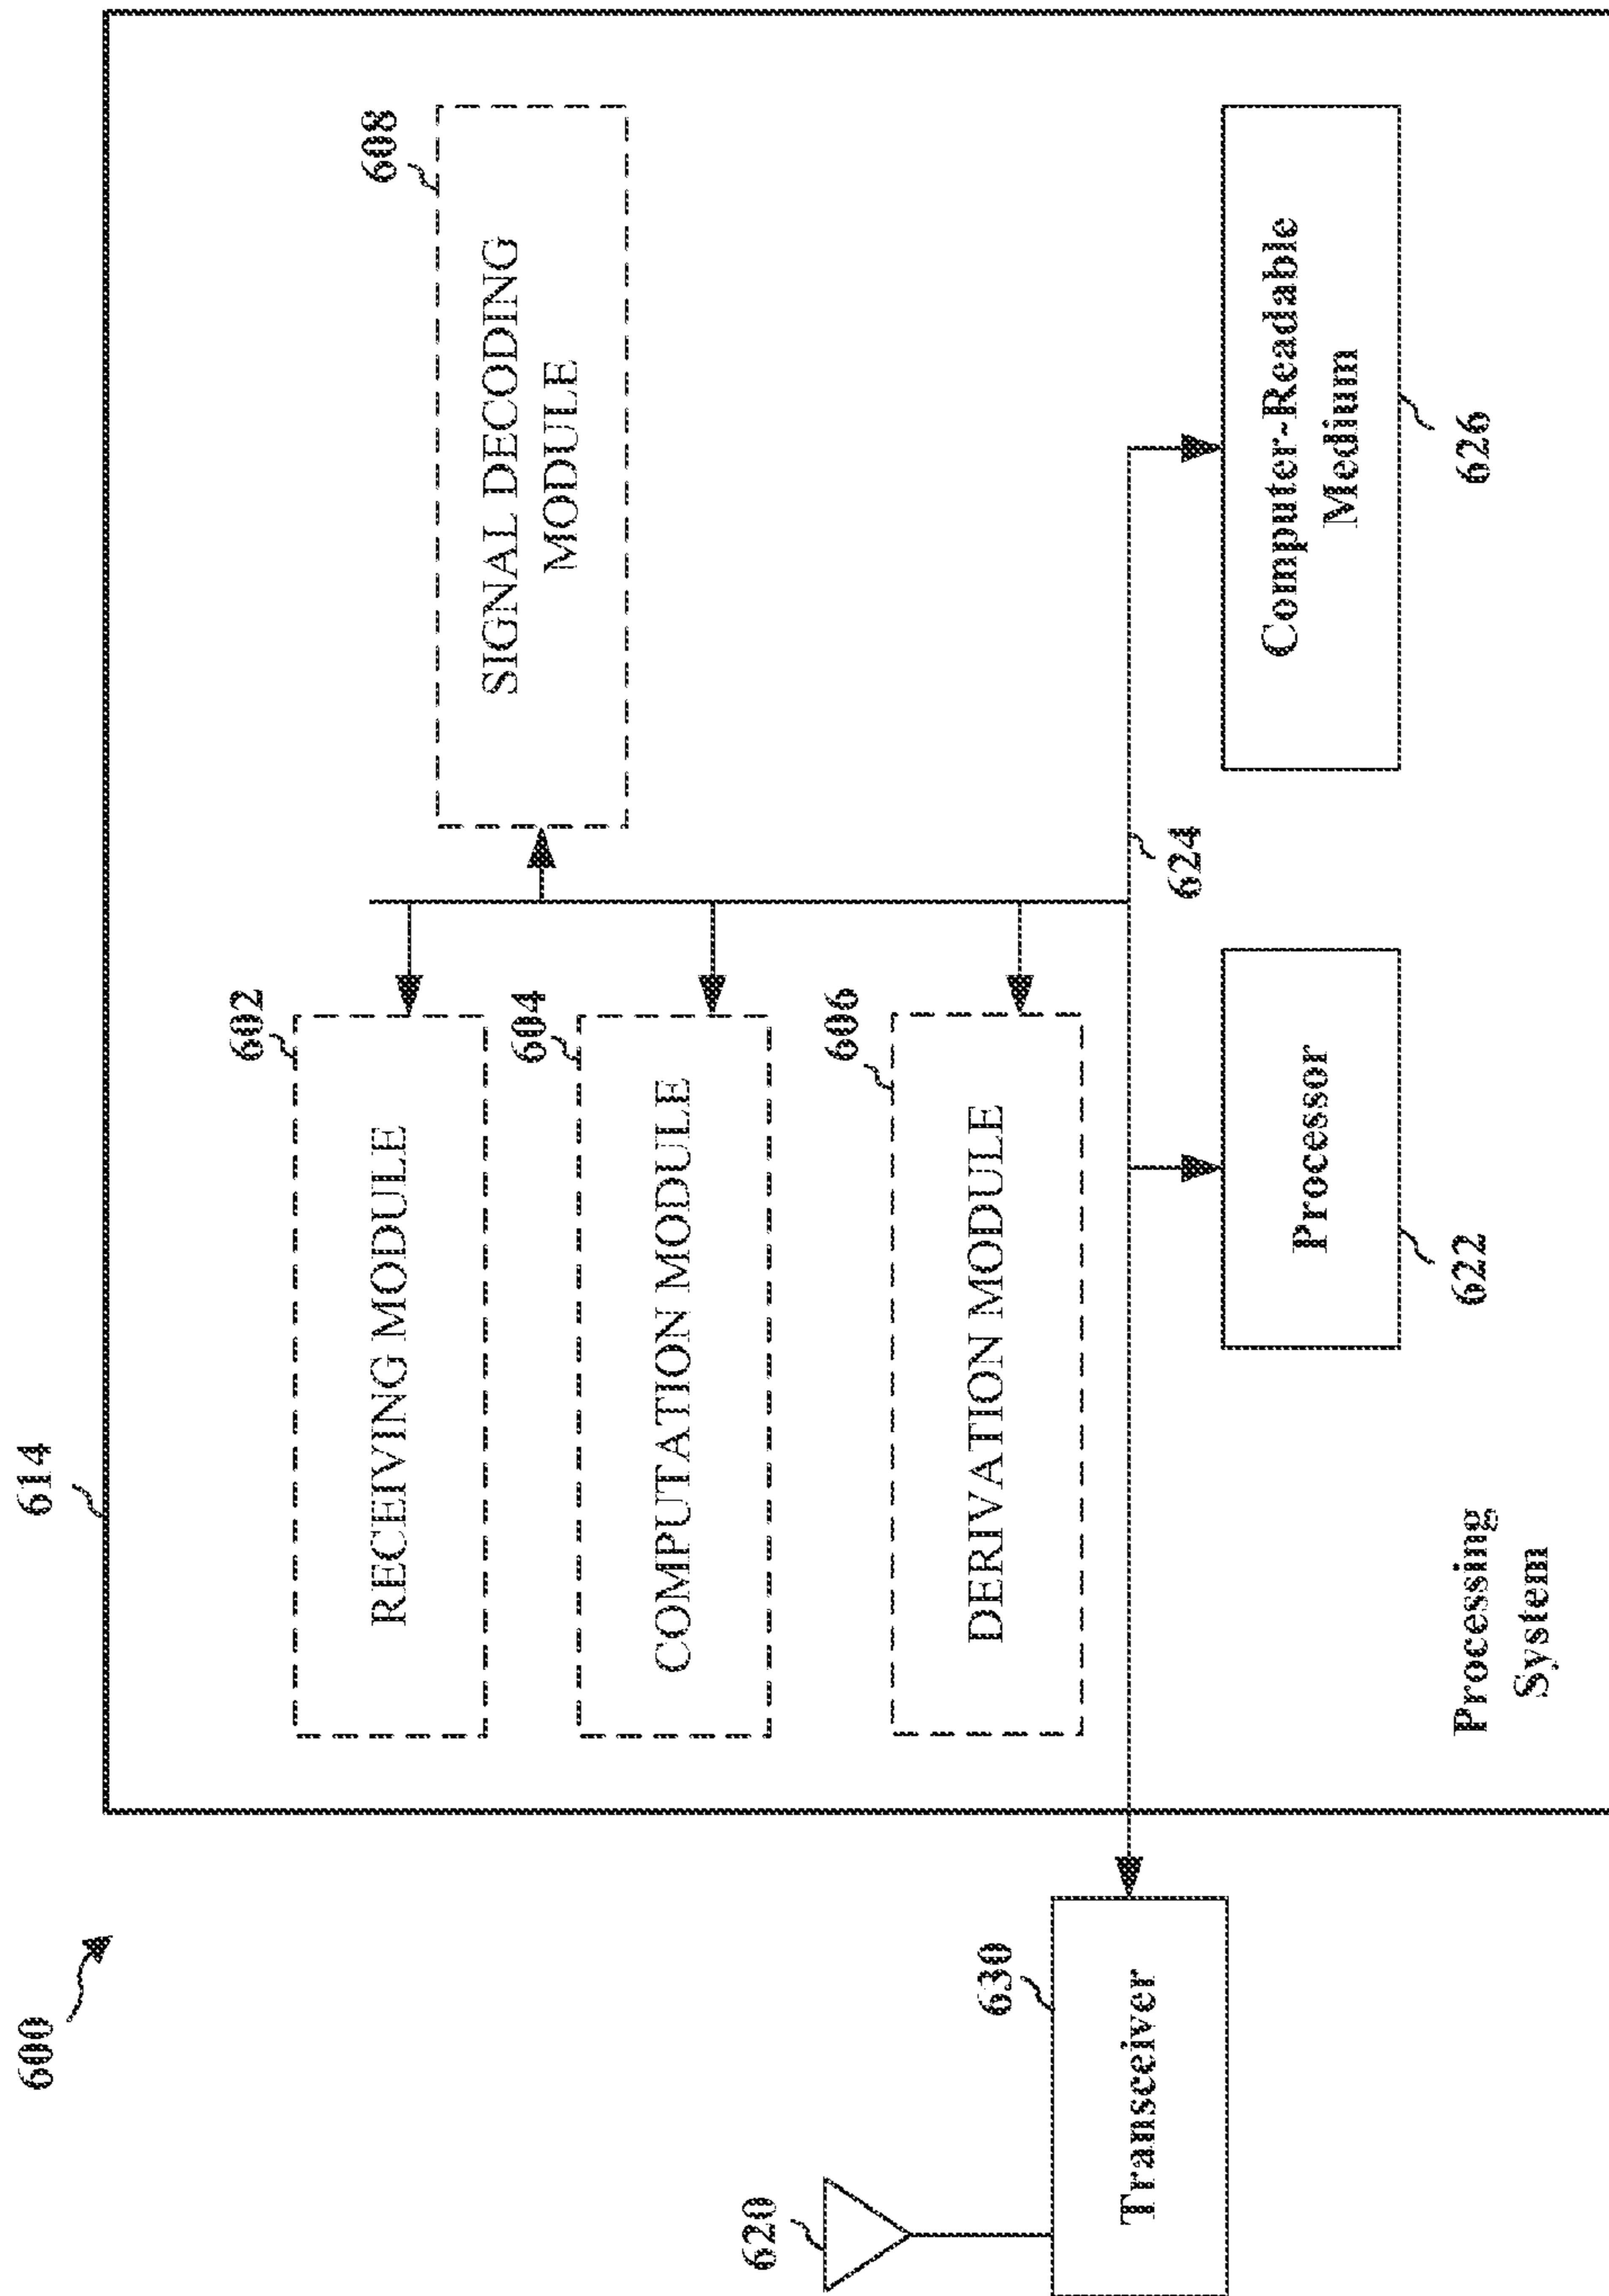 600
614
602
RECEIVING MODULE
608
SIGNAL DECODING
MODULE
604
COMPUTATION MODULE
606
DERIVATION MODULE
620
630
Transceiver
624
Processor
622
Computer-Readable
Medium
626
Processing
System